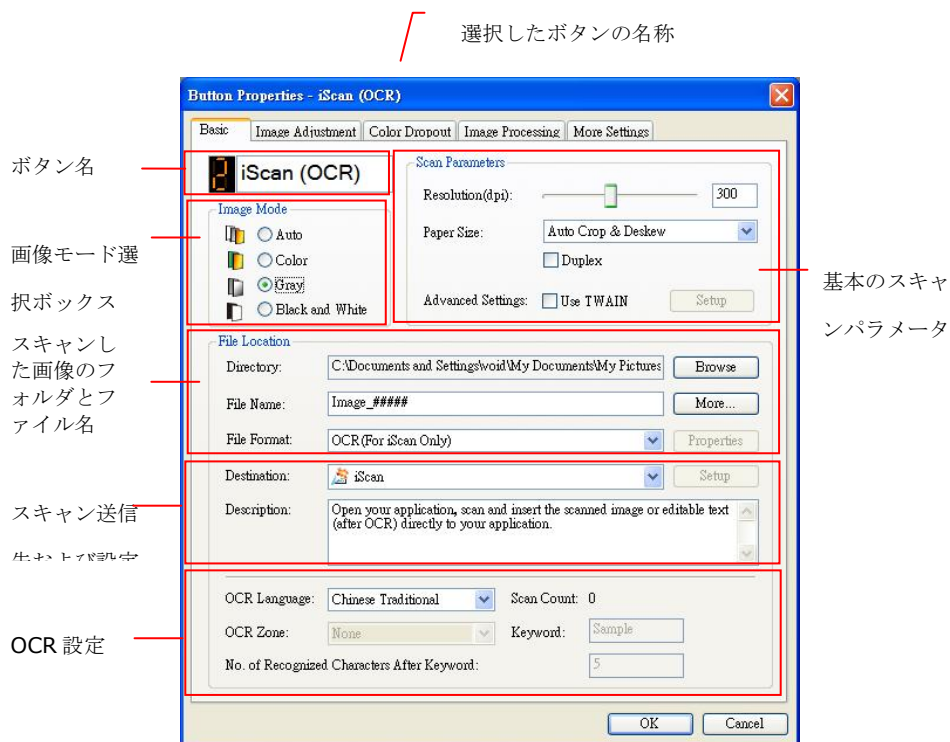 選択したボタンの名称
Button Properties - iScan (OCR)
Basic Image Adjustment Color Dropout Image Processing More Settings
ボタン名
iScan (OCR)
Scan Parameters
Resolution(dpi): 300
Paper Size: Auto Crop & Deskew
Duplex
Advanced Settings: Use TWAIN Setup
基本のスキャ
ンパラメータ
画像モード選
択ボックス
Image Mode
Auto
Color
Gray
Black and White
スキャンし
た画像のフ
ォルダとフ
ァイル名
File Location
Directory: C:\Documents and Settings\void\My Documents\My Pictures Browse
File Name: Image_##### More...
File Format: OCR(For iScan Only) Properties
スキャン送信
先および設定
Destination: iScan Setup
Description: Open your application, scan and insert the scanned image or editable text
(after OCR) directly to your application.
OCR 設定
OCR Language: Chinese Traditional Scan Count: 0
OCR Zone: None Keyword: Sample
No. of Recognized Characters After Keyword: 5
OK Cancel